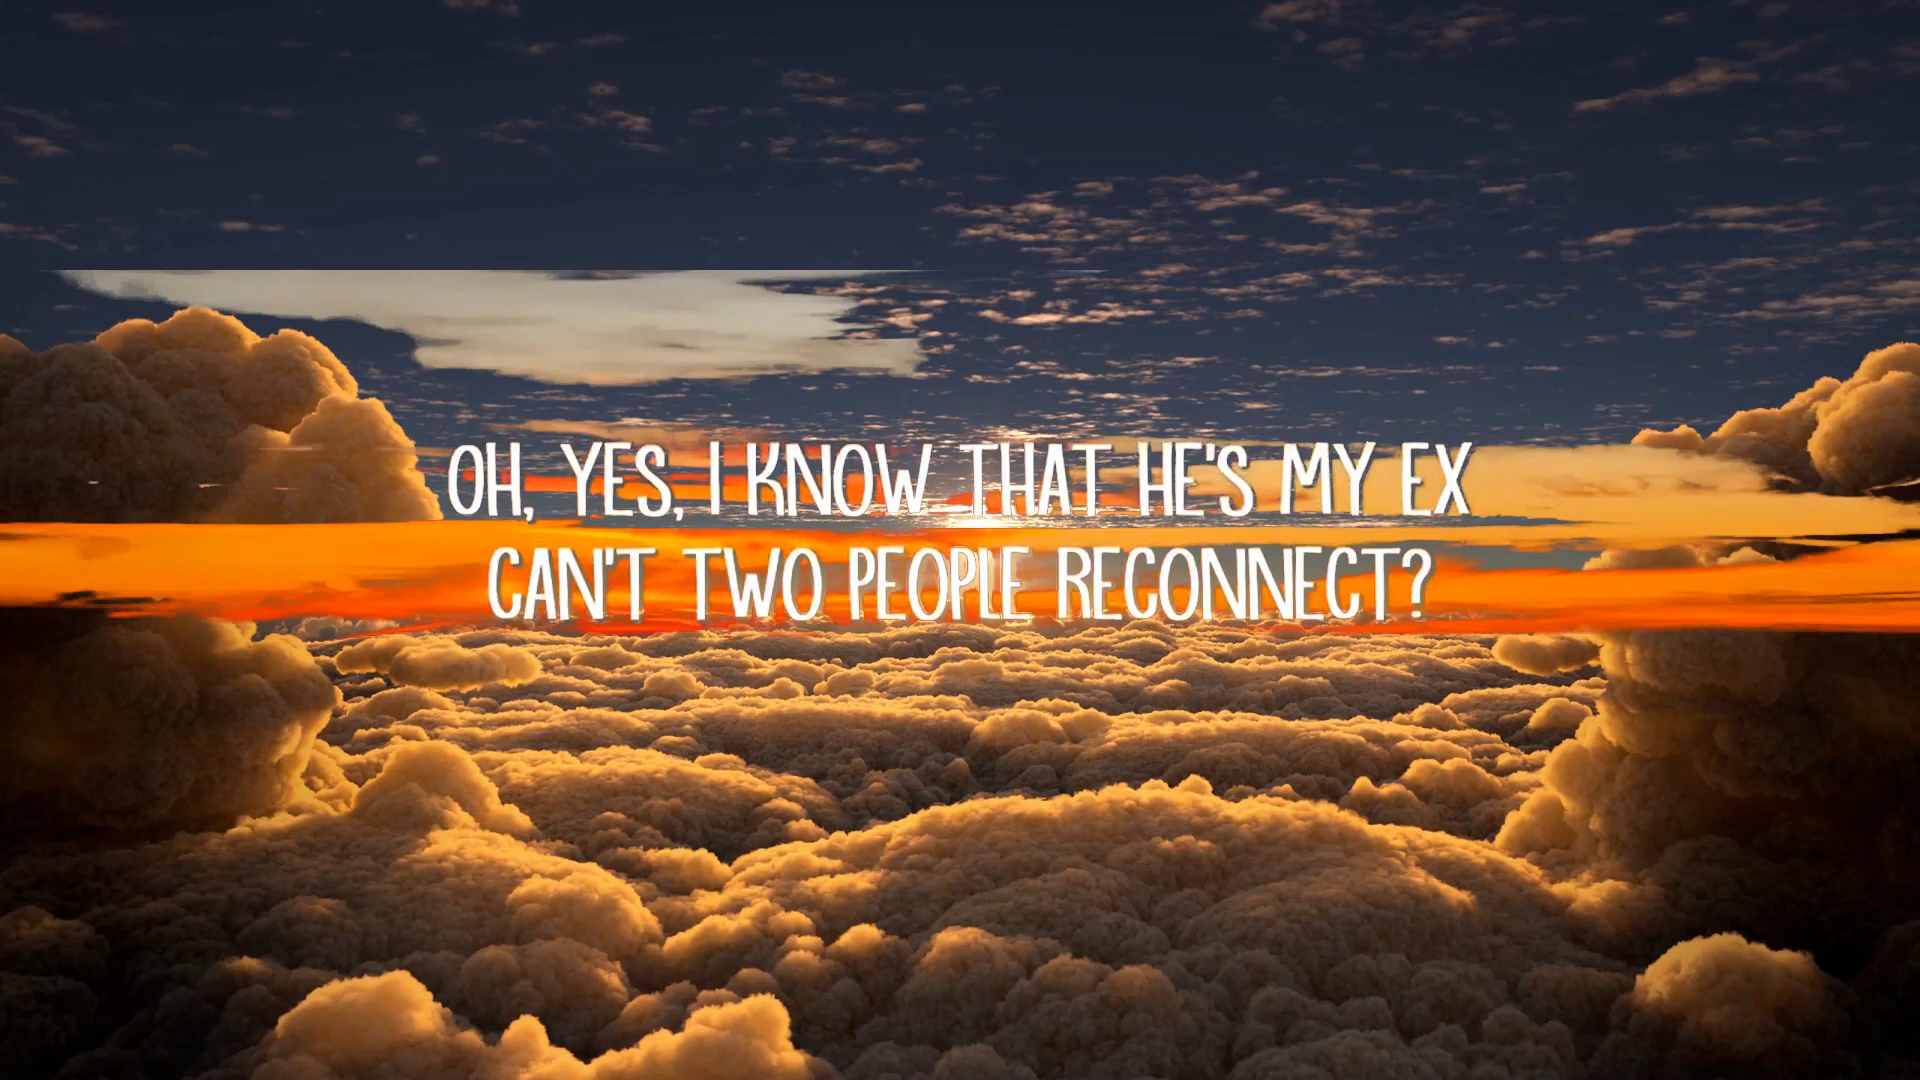 OH, YES, I KNOW THAT HE'S MY EX
CAN'T TWO PEOPLE RECONNECT?